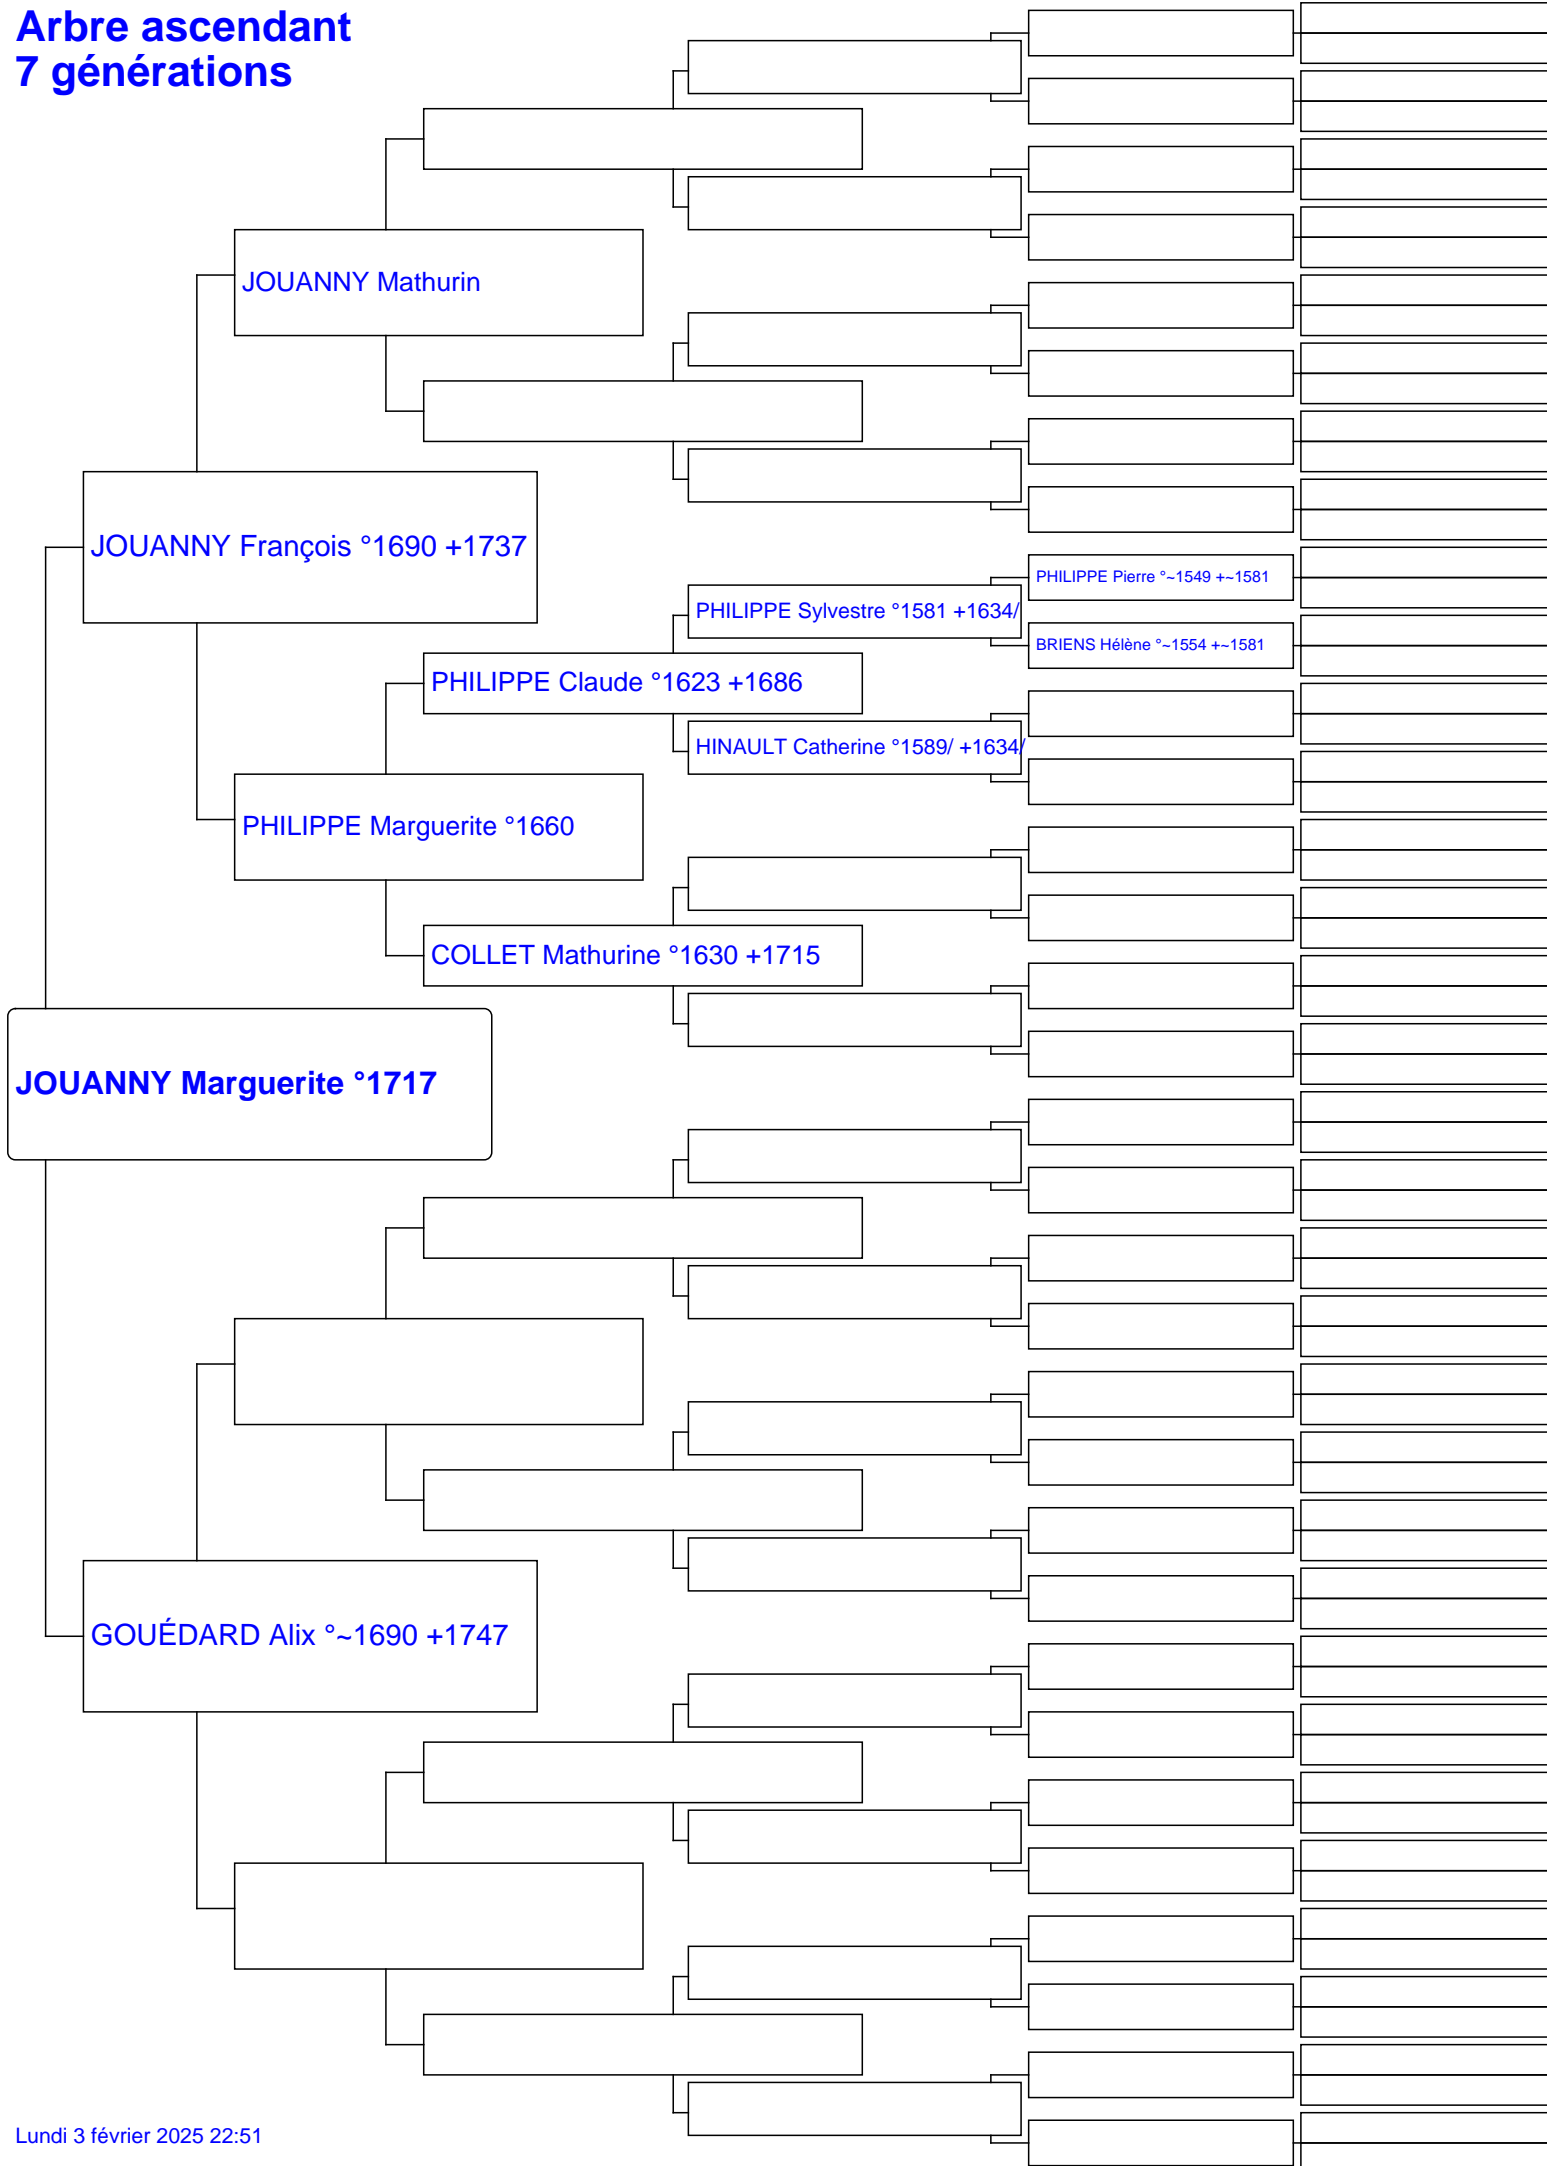 Arbre ascendant
7 générations
JOUANNY Mathurin
JOUANNY François °1690 +1737
PHILIPPE Pierre °~1549 +~1581
PHILIPPE Sylvestre °1581 +1634/
BRIENS Hélène °~1554 +~1581
PHILIPPE Claude °1623 +1686
HINAULT Catherine °1589/ +1634/
PHILIPPE Marguerite °1660
COLLET Mathurine °1630 +1715
JOUANNY Marguerite °1717
GOUÉDARD Alix °~1690 +1747
Lundi 3 février 2025 22:51